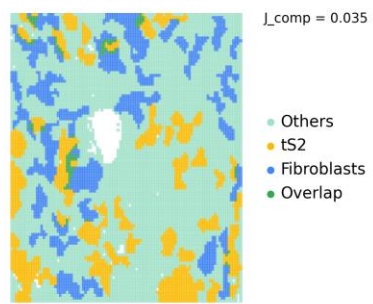 J_comp = 0.035
Others
tS2
Fibroblasts
Overlap